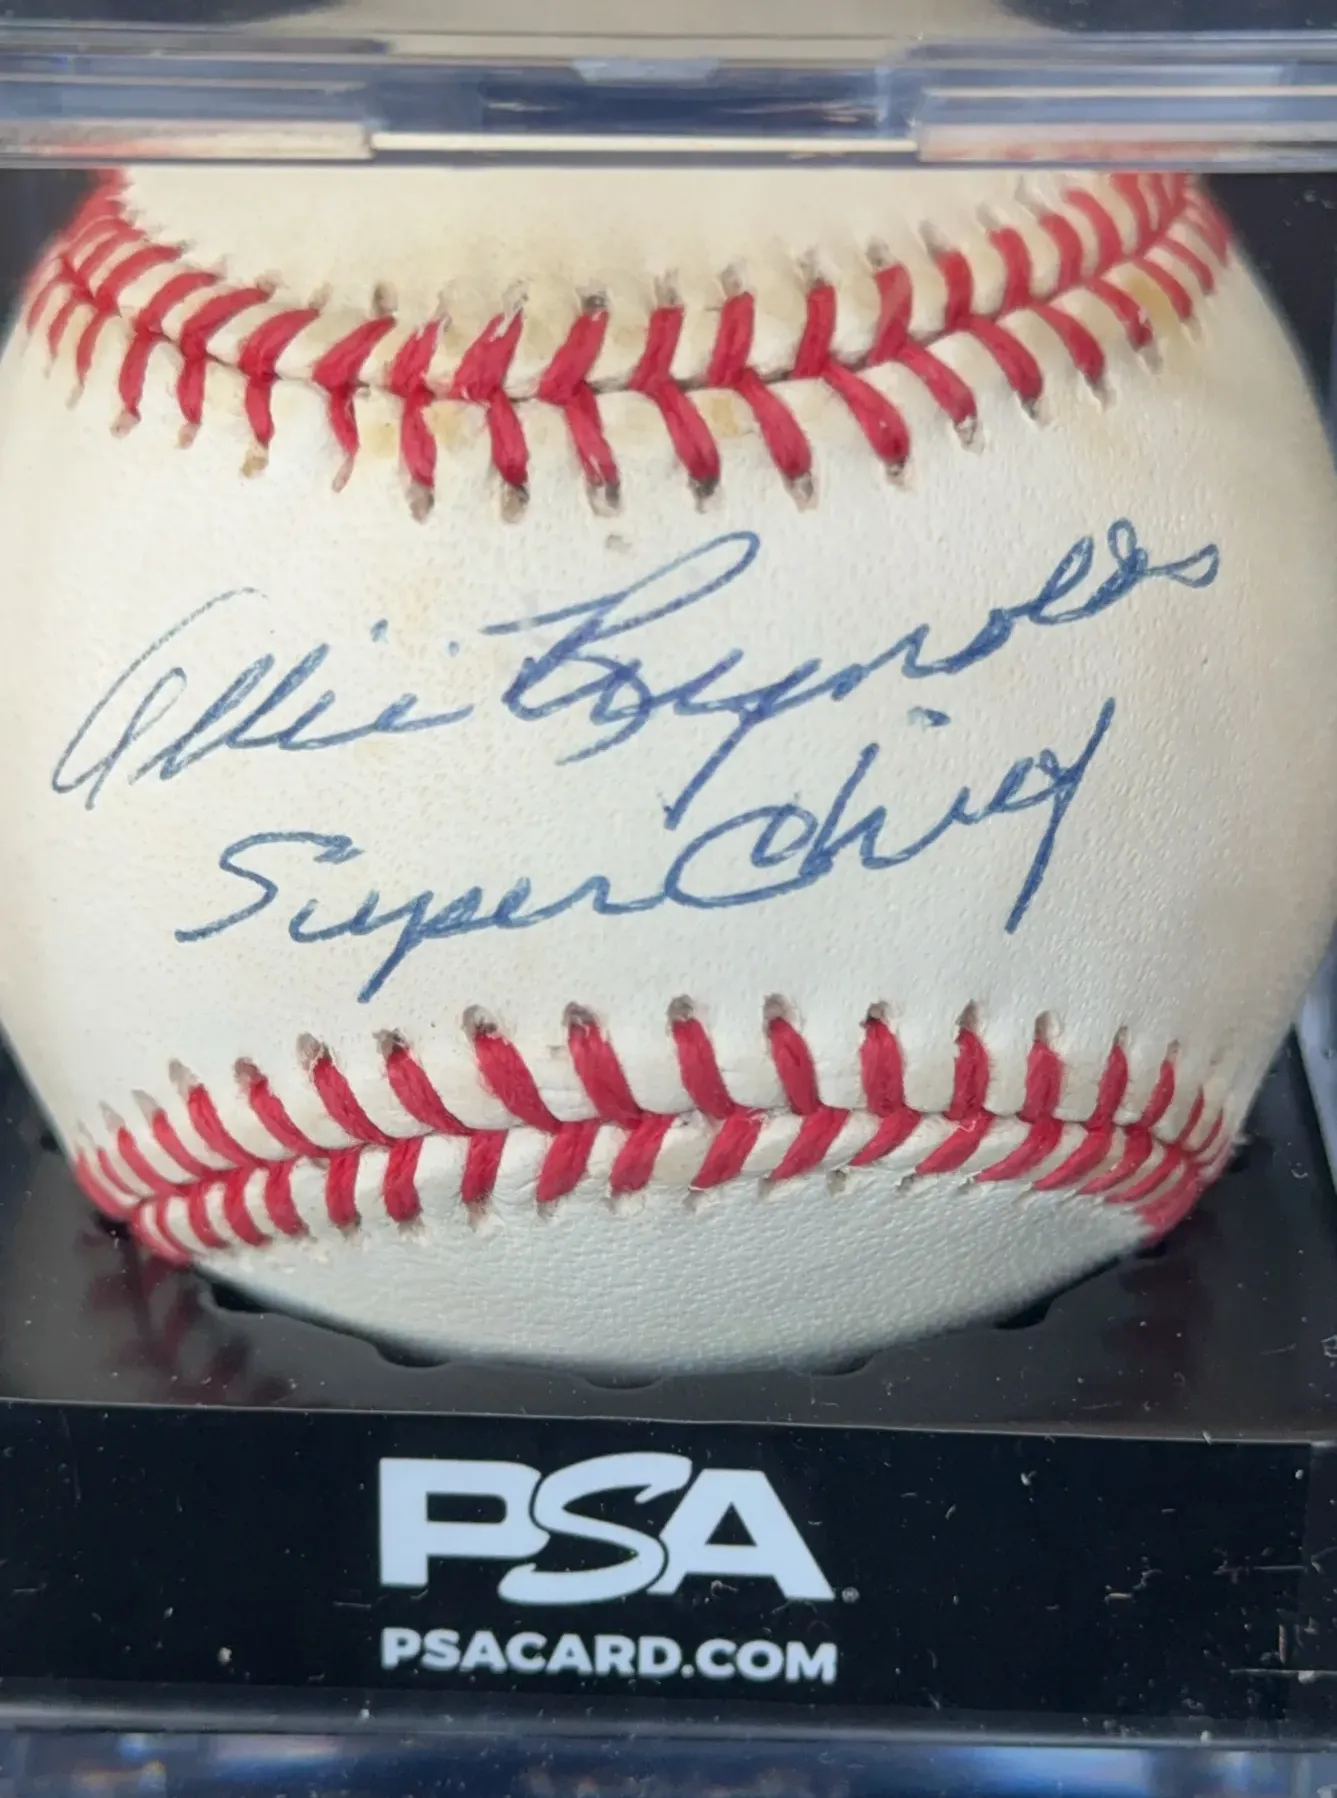 Allie Reynolds
Super Chief
PSA
PSACARD.COM